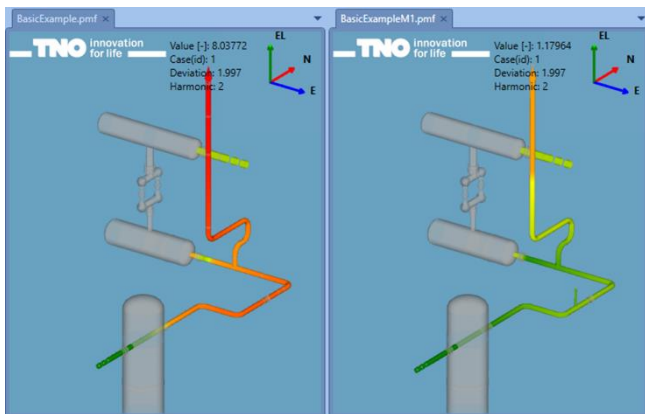 BasicExample.pmf ×
TNO innovation for life
Value [-]: 8.03772
Case(id): 1
Deviation: 1.997
Harmonic: 2
EL
N
E
BasicExampleM1.pmf ×
TNO innovation for life
Value [-]: 1.17964
Case(id): 1
Deviation: 1.997
Harmonic: 2
EL
N
E